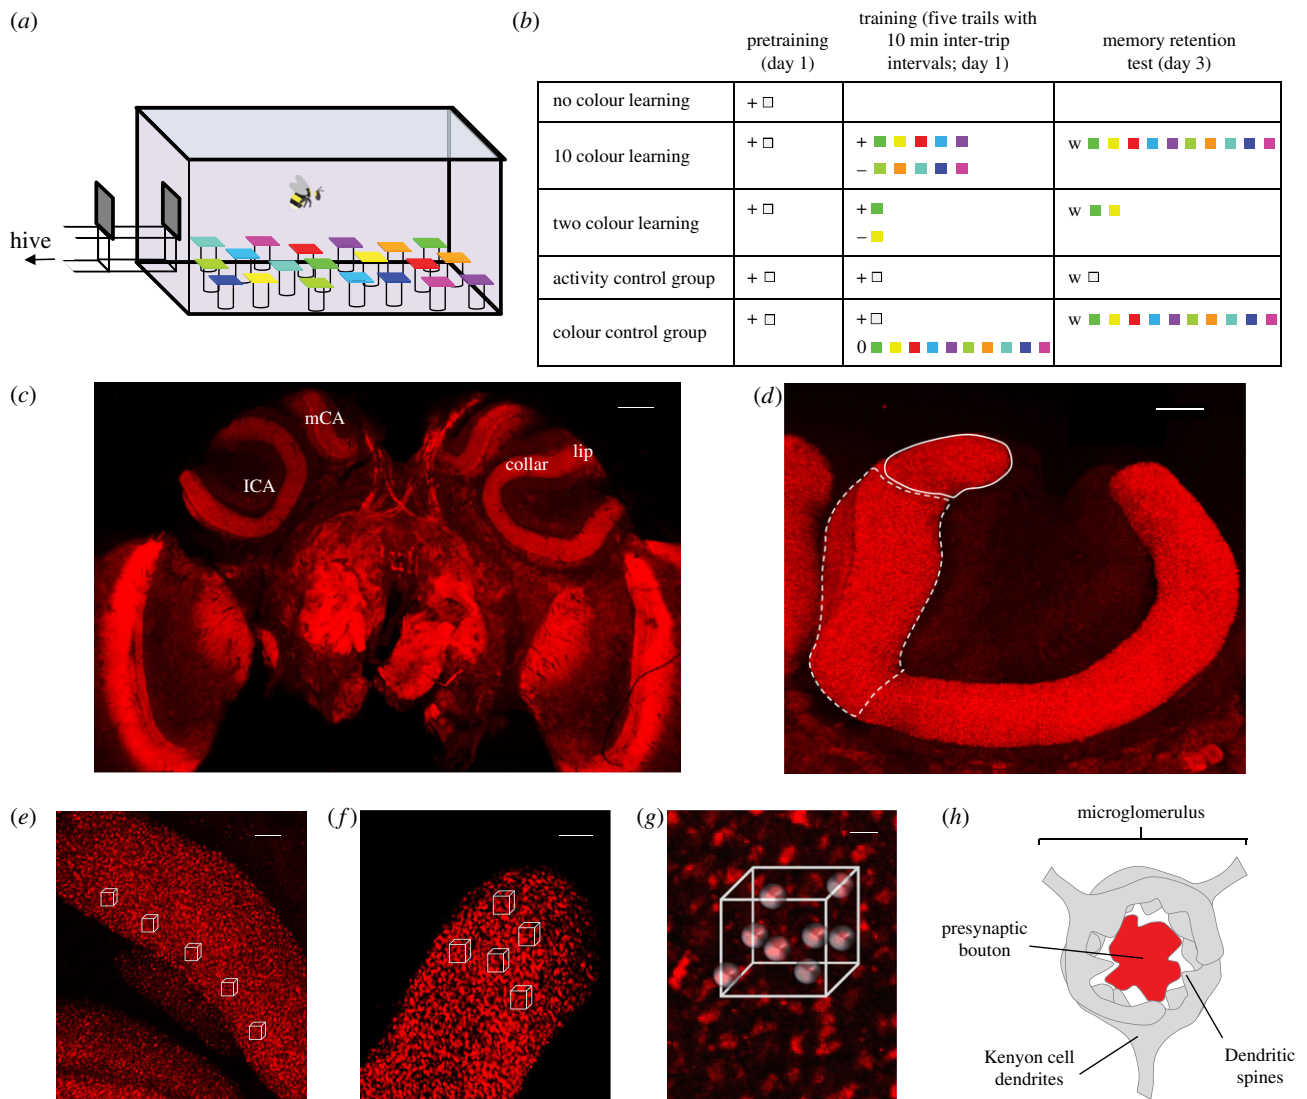 (a)
hive
(b)
pretraining
(day 1)
training (five trails with
10 min inter-trip
intervals; day 1)
memory retention
test (day 3)
no colour learning
+
10 colour learning
+
+
–
w
two colour learning
+
+
–
w
activity control group
+
+
w
colour control group
+
+
0
w
(c)
mCA
lCA
collar
lip
(d)
(e)
(f)
(g)
(h)
microglomerulus
presynaptic
bouton
Kenyon cell
dendrites
Dendritic
spines